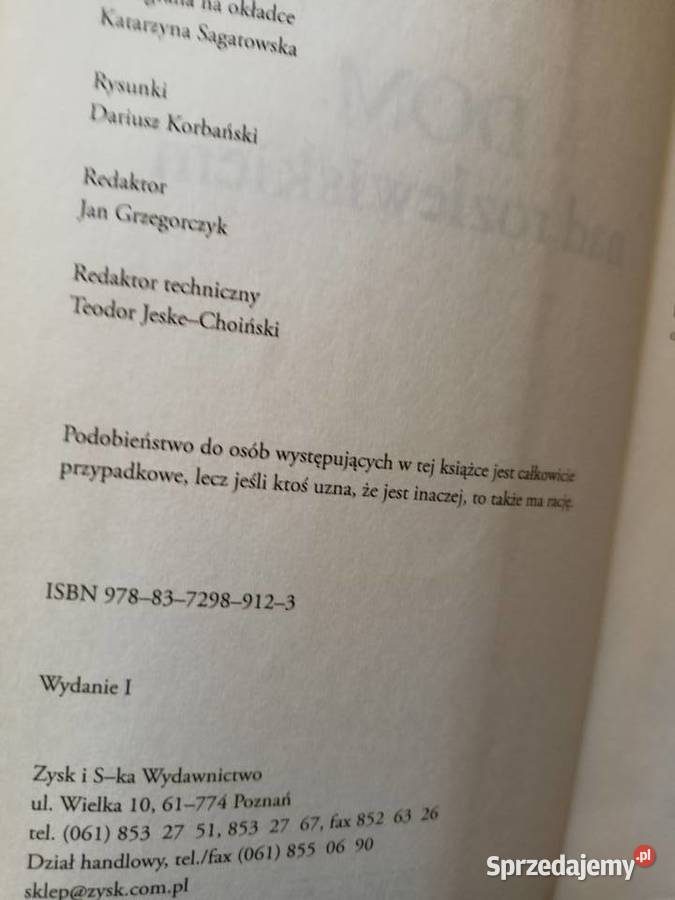 na okładce
Katarzyna Sagatowska
Rysunki
Dariusz Korbański
Redaktor
Jan Grzegorczyk
Redaktor techniczny
Teodor Jeske–Choiński
Podobieństwo do osób występujących w tej książce jest całkowicie
przypadkowe, lecz jeśli ktoś uzna, że jest inaczej, to także ma rację.
ISBN 978–83–7298–912–3
Wydanie I
Zysk i S–ka Wydawnictwo
ul. Wielka 10, 61–774 Poznań
tel. (061) 853 27 51, 853 27 67, fax 852 63 26
Dział handlowy, tel./fax (061) 855 06 90
sklep@zysk.com.pl
DOM
nad rozlewiskiem
Sprzedajemy.pl